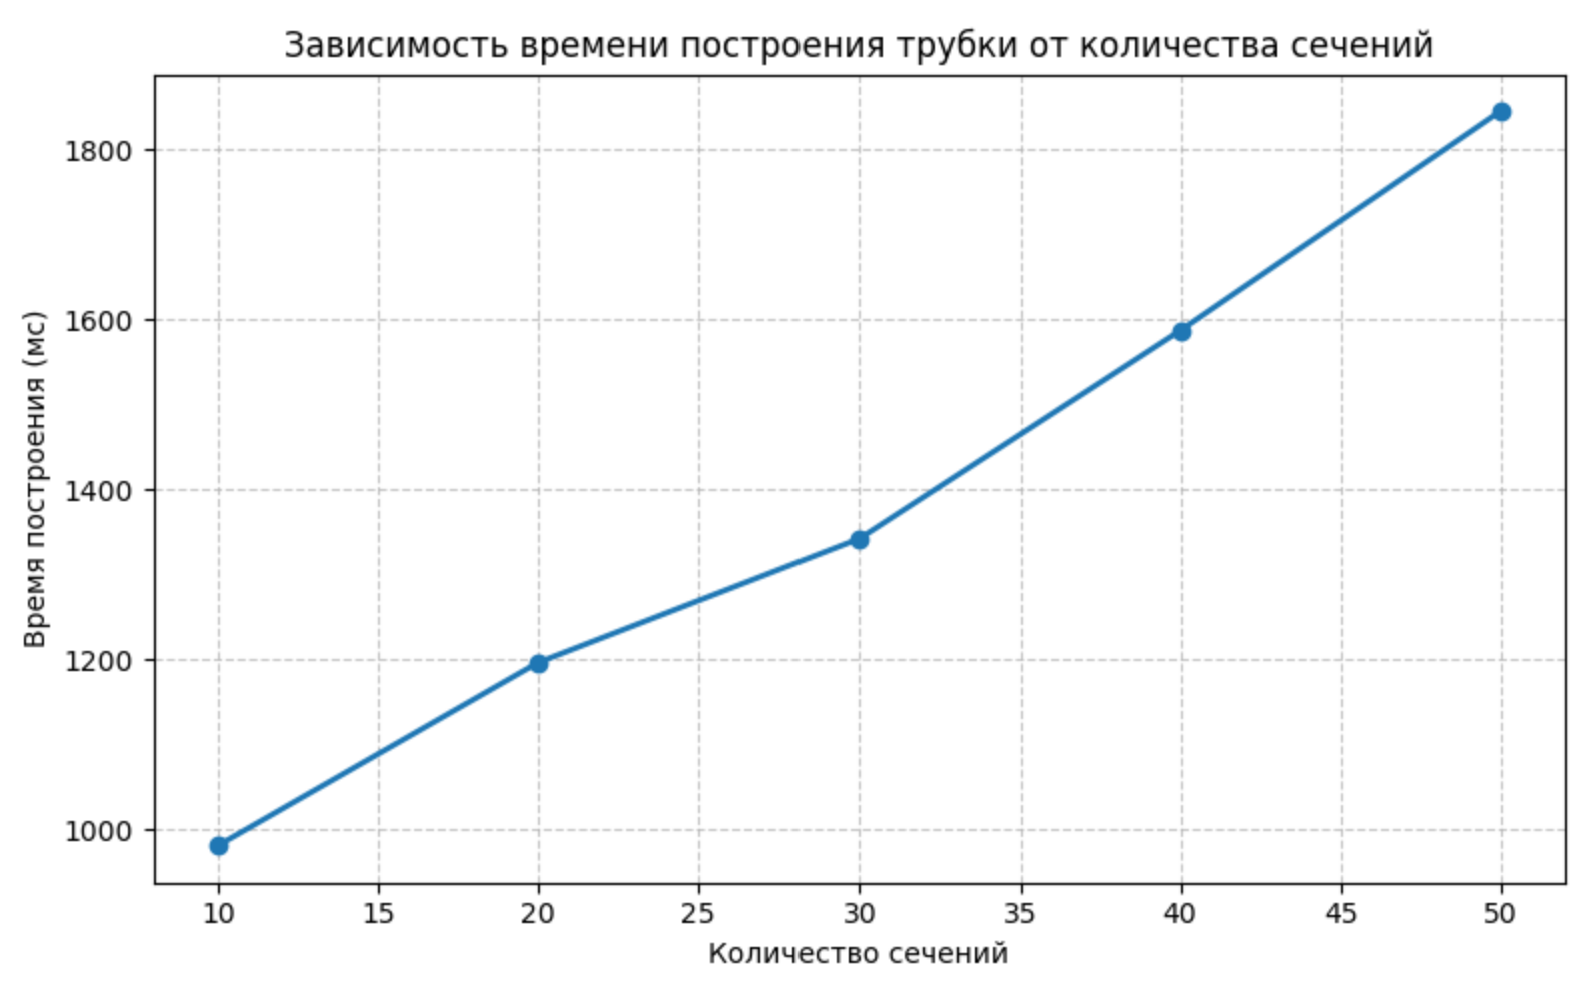 Зависимость времени построения трубки от количества сечений
Время построения (мс)
1800
1600
1400
1200
1000
10 15 20 25 30 35 40 45 50
Количество сечений